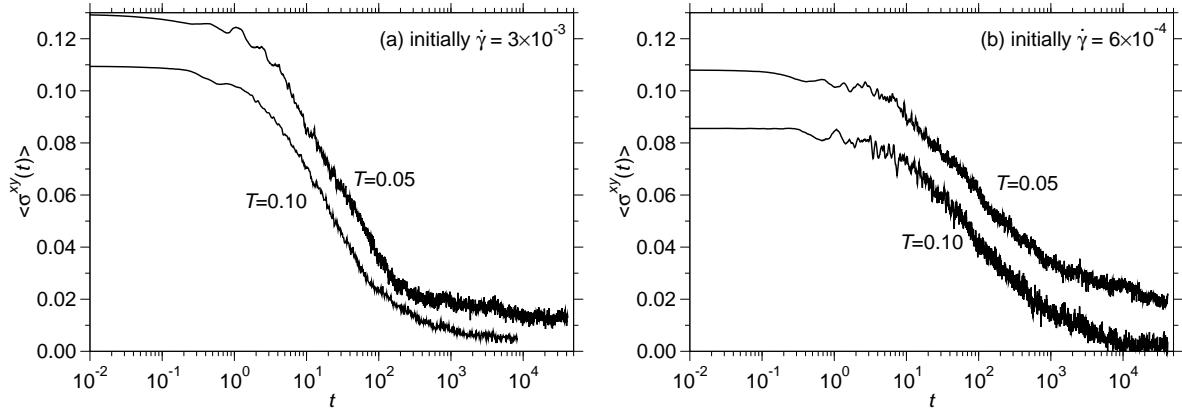 (a) initially γ̇ = 3×10⁻³
<σˣʸ(t)>
0.12
0.10
0.08
0.06
0.04
0.02
0.00
T=0.05
T=0.10
10⁻² 10⁻¹ 10⁰ 10¹ 10² 10³ 10⁴
t
(b) initially γ̇ = 6×10⁻⁴
<σˣʸ(t)>
0.12
0.10
0.08
0.06
0.04
0.02
0.00
T=0.05
T=0.10
10⁻² 10⁻¹ 10⁰ 10¹ 10² 10³ 10⁴
t